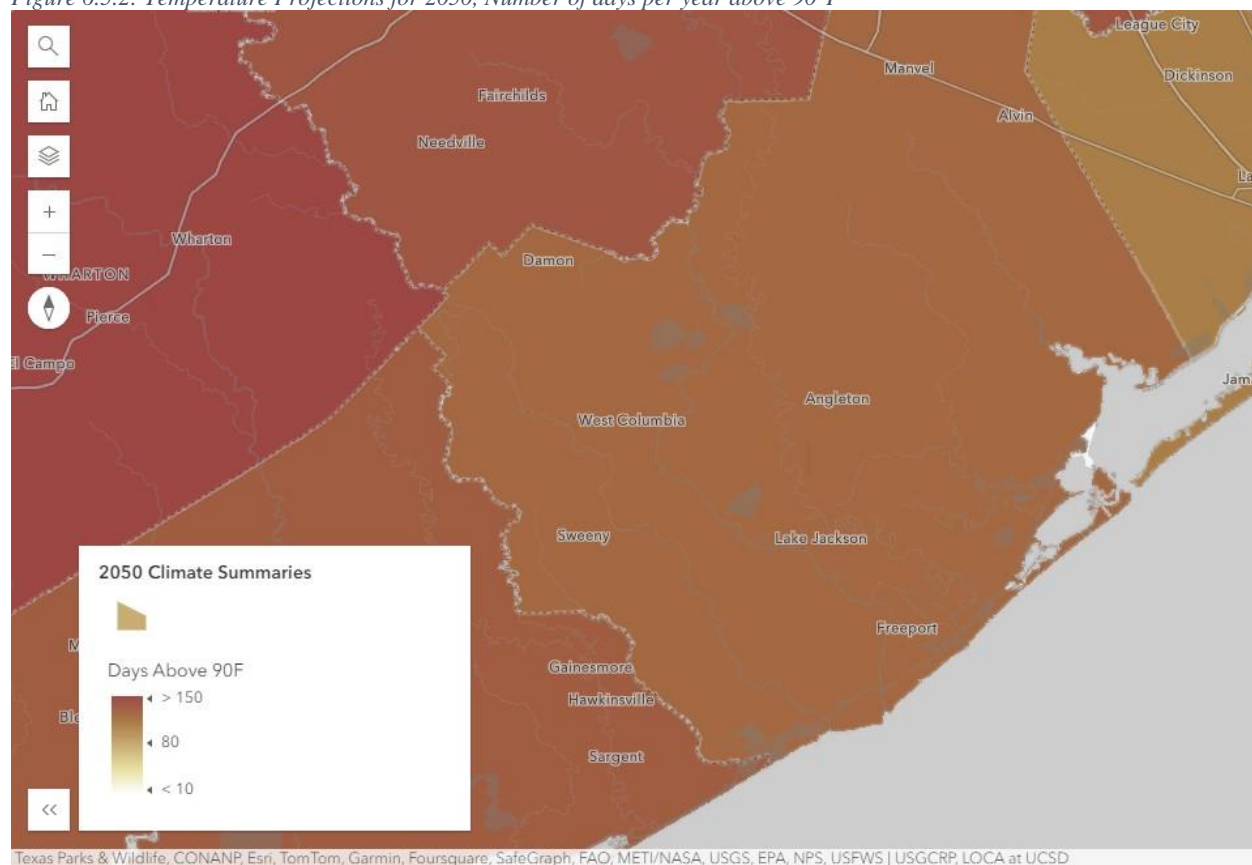 Figure 6.3.2: Temperature Projections for 2050, Number of days per year above 90°F
League City
Dickinson
Manvel
Alvin
Fairchilds
Needville
+
Wharton
−
WHARTON
Damon
Pierce
El Campo
Angleton
West Columbia
Sweeny
Lake Jackson
Freeport
Gainesmore
Hawkinsville
Sargent
2050 Climate Summaries
Days Above 90F
> 150
80
< 10
<<
Texas Parks & Wildlife, CONANP, Esri, TomTom, Garmin, Foursquare, SafeGraph, FAO, METI/NASA, USGS, EPA, NPS, USFWS | USGCRP, LOCA at UCSD